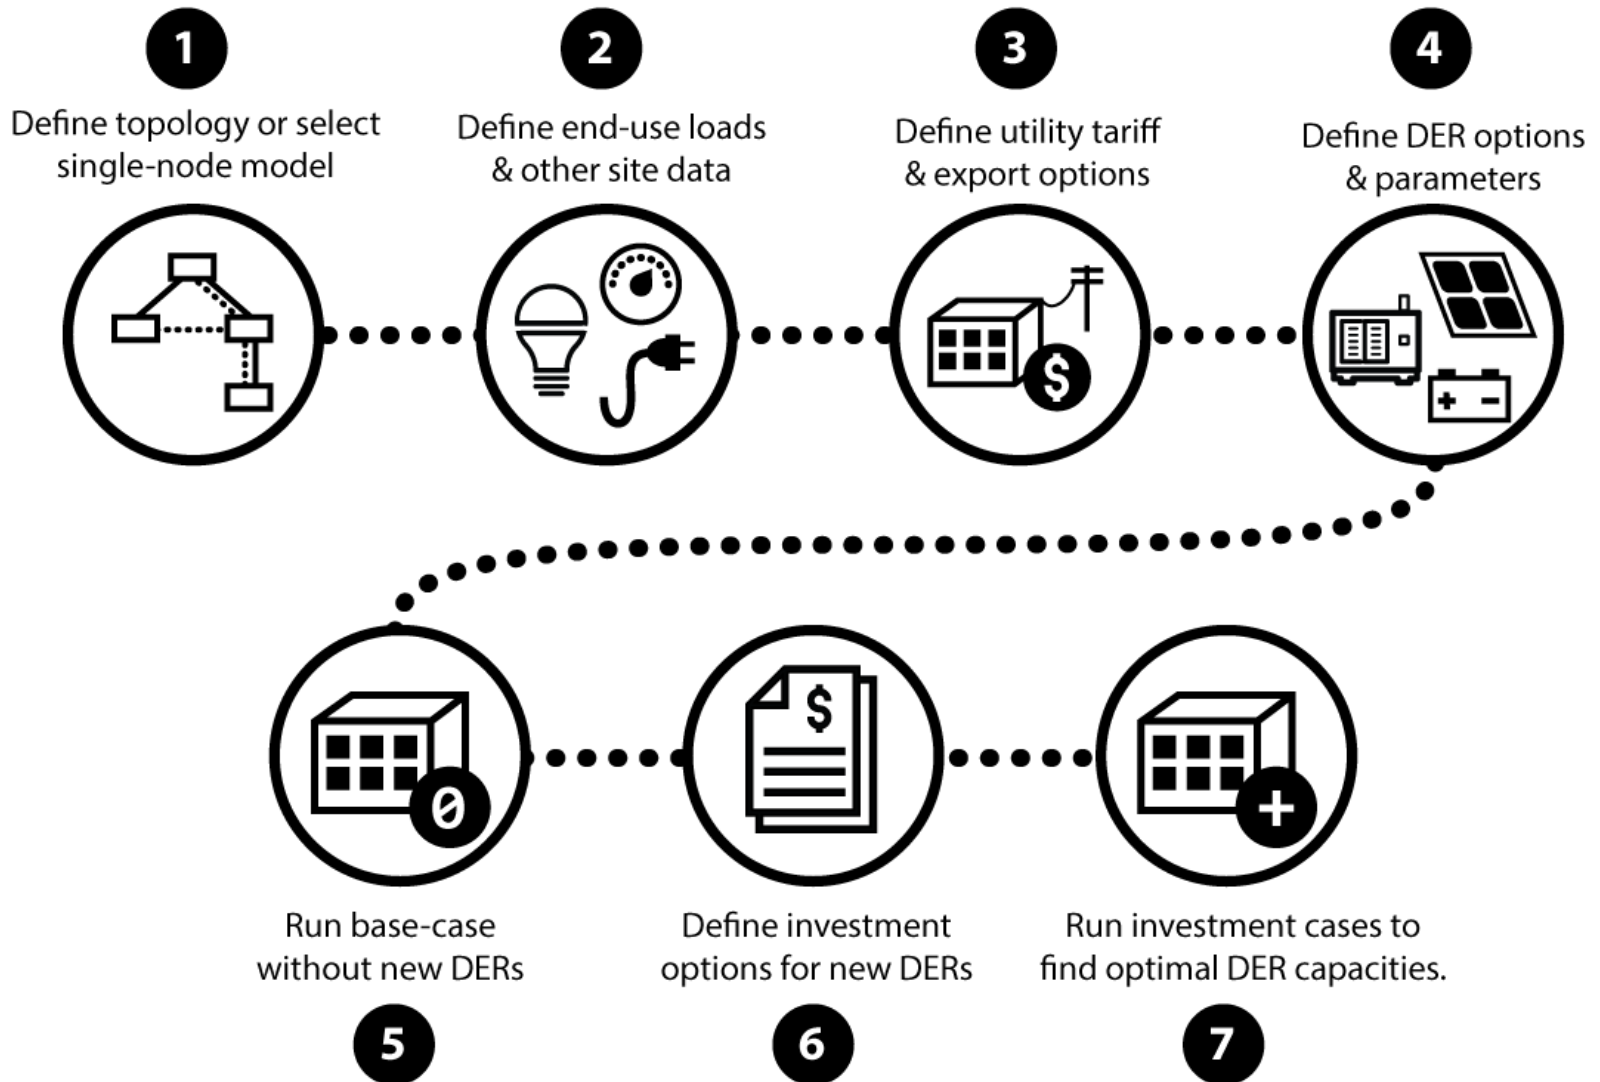 1
Define topology or select
single-node model
2
Define end-use loads
& other site data
3
Define utility tariff
& export options
$
4
Define DER options
& parameters
+ -
0
Run base-case
without new DERs
5
$
Define investment
options for new DERs
6
+
Run investment cases to
find optimal DER capacities.
7